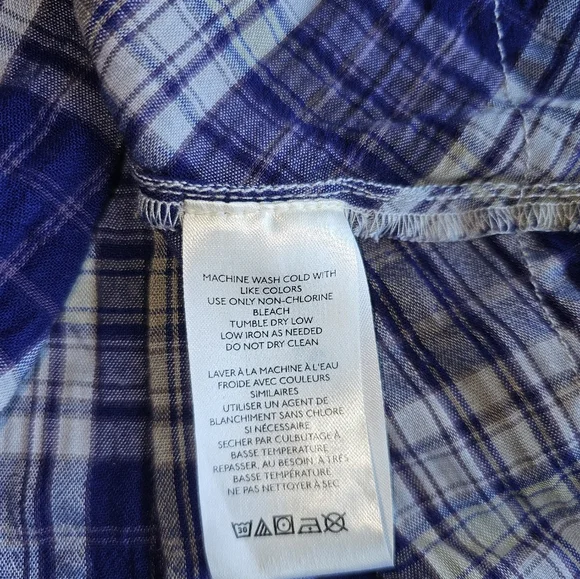 MACHINE WASH COLD WITH
LIKE COLORS
USE ONLY NON-CHLORINE
BLEACH
TUMBLE DRY LOW
LOW IRON AS NEEDED
DO NOT DRY CLEAN
LAVER À LA MACHINE À L'EAU
FROIDE AVEC COULEURS
SIMILAIRES
UTILISER UN AGENT DE
BLANCHIMENT SANS CHLORE
SI NÉCESSAIRE
SECHER PAR CULBUTAGE À
BASSE TEMPÉRATURE
REPASSER, AU BESOIN, À TRÈS
BASSE TEMPÉRATURE
NE PAS NETTOYER À SEC
30